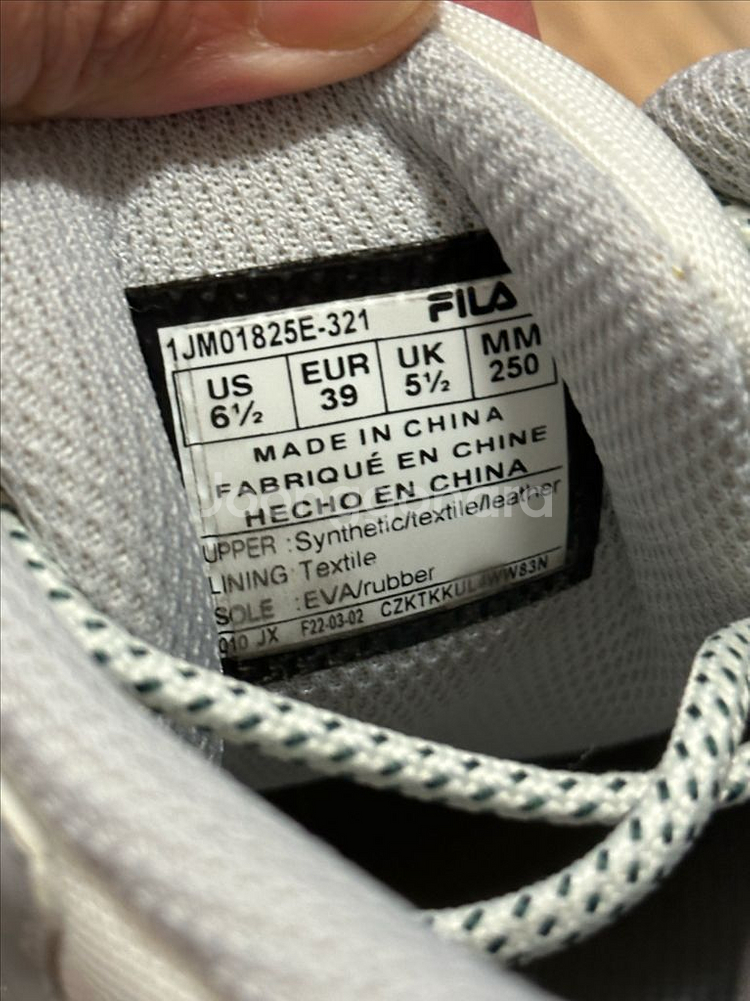 FILA
1JM01825E-321
US EUR UK MM
6½ 39 5½ 250
MADE IN CHINA
FABRIQUÉ EN CHINE
HECHO EN CHINA
UPPER :Synthetic/textile/leather
LINING Textile
SOLE :EVA/rubber
JX F22-03-02